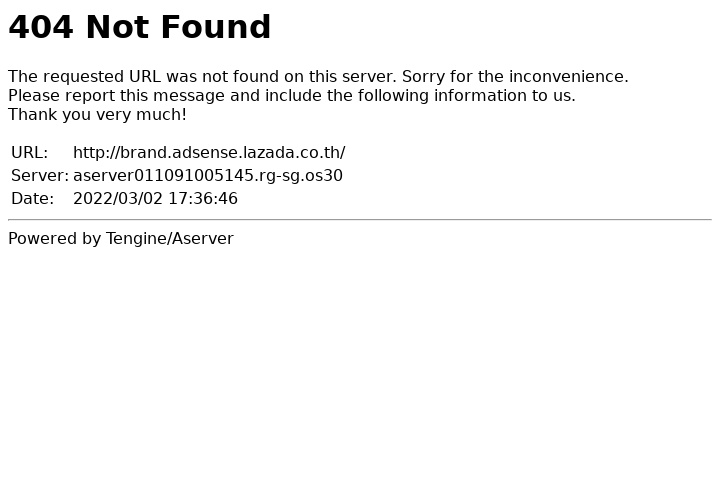 404 Not Found
The requested URL was not found on this server. Sorry for the inconvenience.
Please report this message and include the following information to us.
Thank you very much!
URL: http://brand.adsense.lazada.co.th/
Server: aserver011091005145.rg-sg.os30
Date: 2022/03/02 17:36:46
Powered by Tengine/Aserver